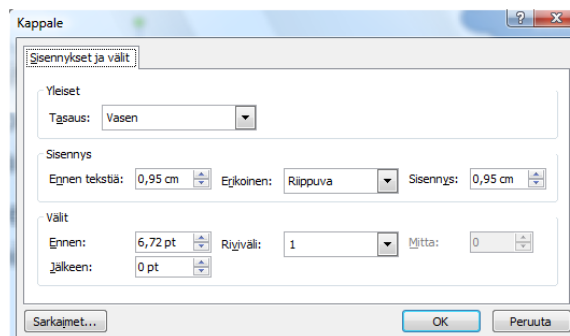 Kappale
Sisennykset ja välit
Yleiset
Tasaus: Vasen
Sisennys
Ennen tekstiä: 0,95 cm Erikoinen: Riippuva Sisennys: 0,95 cm
Välit
Ennen: 6,72 pt Riviväli: 1 Mitta: 0
Jälkeen: 0 pt
Sarkaimet... OK Peruuta